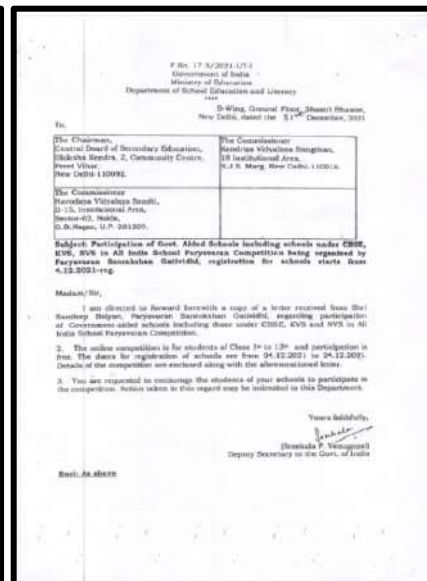 F.No. 17-5/2021-UT-1
Government of India
Ministry of Education
Department of School Education and Literacy
****
B-Wing, Ground Floor, Shastri Bhawan,
New Delhi, dated the 21st December, 2021
To,
The Chairman,
Central Board of Secondary Education,
Shiksha Kendra, 2, Community Centre,
Preet Vihar,
New Delhi-110092.
The Commissioner
Kendriya Vidyalaya Sangthan,
18 Institutional Area,
S.J.S. Marg, New Delhi-110016.
The Commissioner
Navodaya Vidyalaya Samiti,
B-15, Institutional Area,
Sector-62, Noida,
G.B.Nagar, U.P. 201309.
Subject: Participation of Govt. Aided Schools including schools under CBSE,
KVS, NVS in All India School Paryavaran Competition being organized by
Paryavaran Sanrakshan Gatividhi, registration for schools starts from
4.12.2021-reg.
Madam/Sir,
I am directed to forward herewith a copy of a letter received from Shri
Sandeep regarding participation
of Government-aided schools including those under CBSE, KVS and NVS in All
India School Paryavaran Competition.
2. The online competition is for students of Class to and participation is
free. The dates for registration of schools are from 04.12.2021 to 24.12.2021.
Details of the competition are enclosed along with the aforementioned letter.
3. You are requested to encourage the students of your schools to participate in
the competition. Action taken in this regard may be intimated to this Department.
Yours faithfully,
(Sreekala P. Venugopal)
Deputy Secretary to the Govt. of India
Encl: As above